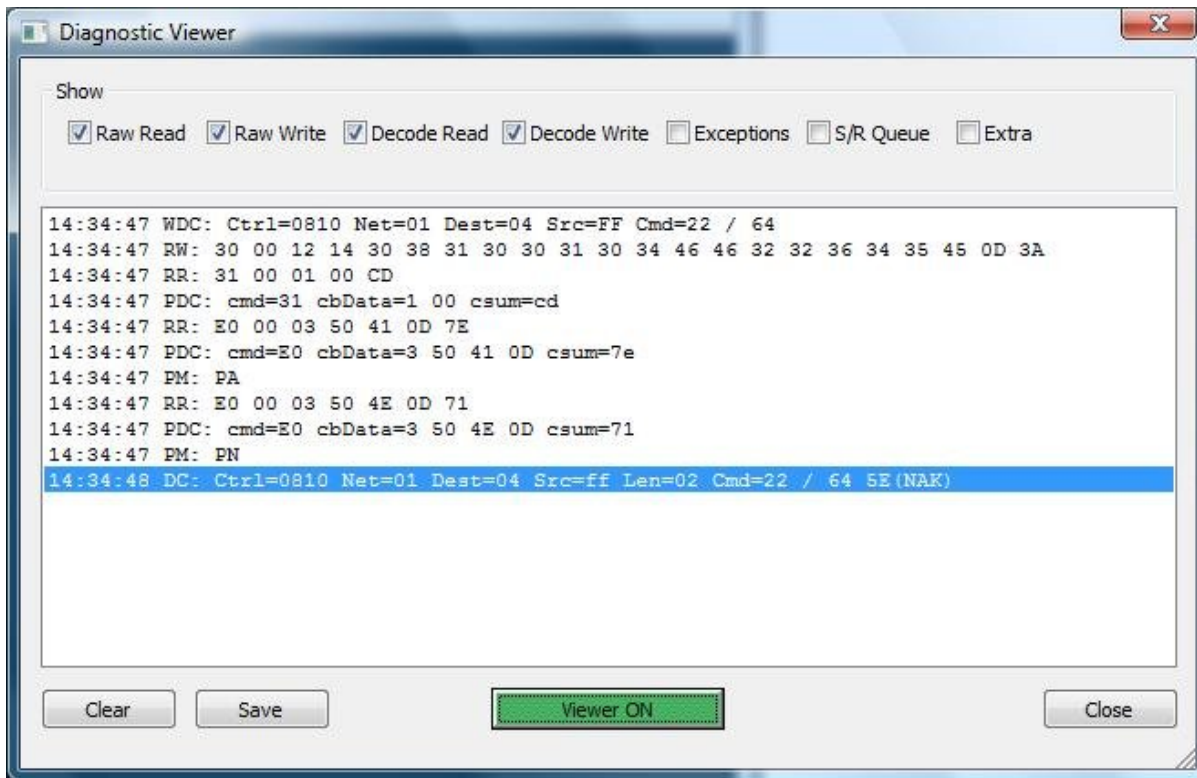 Diagnostic Viewer
Show
Raw Read Raw Write Decode Read Decode Write Exceptions S/R Queue Extra
14:34:47 WDC: Ctrl=0810 Net=01 Dest=04 Src=FF Cmd=22 / 64
14:34:47 RW: 30 00 12 14 30 38 31 30 30 31 30 34 46 46 32 32 36 34 35 45 0D 3A
14:34:47 RR: 31 00 01 00 CD
14:34:47 PDC: cmd=31 cbData=1 00 csum=cd
14:34:47 RR: E0 00 03 50 41 0D 7E
14:34:47 PDC: cmd=E0 cbData=3 50 41 0D csum=7e
14:34:47 PM: PA
14:34:47 RR: E0 00 03 50 4E 0D 71
14:34:47 PDC: cmd=E0 cbData=3 50 4E 0D csum=71
14:34:47 PM: PN
14:34:48 DC: Ctrl=0810 Net=01 Dest=04 Src=ff Len=02 Cmd=22 / 64 5E(NAK)
Clear Save Viewer ON Close